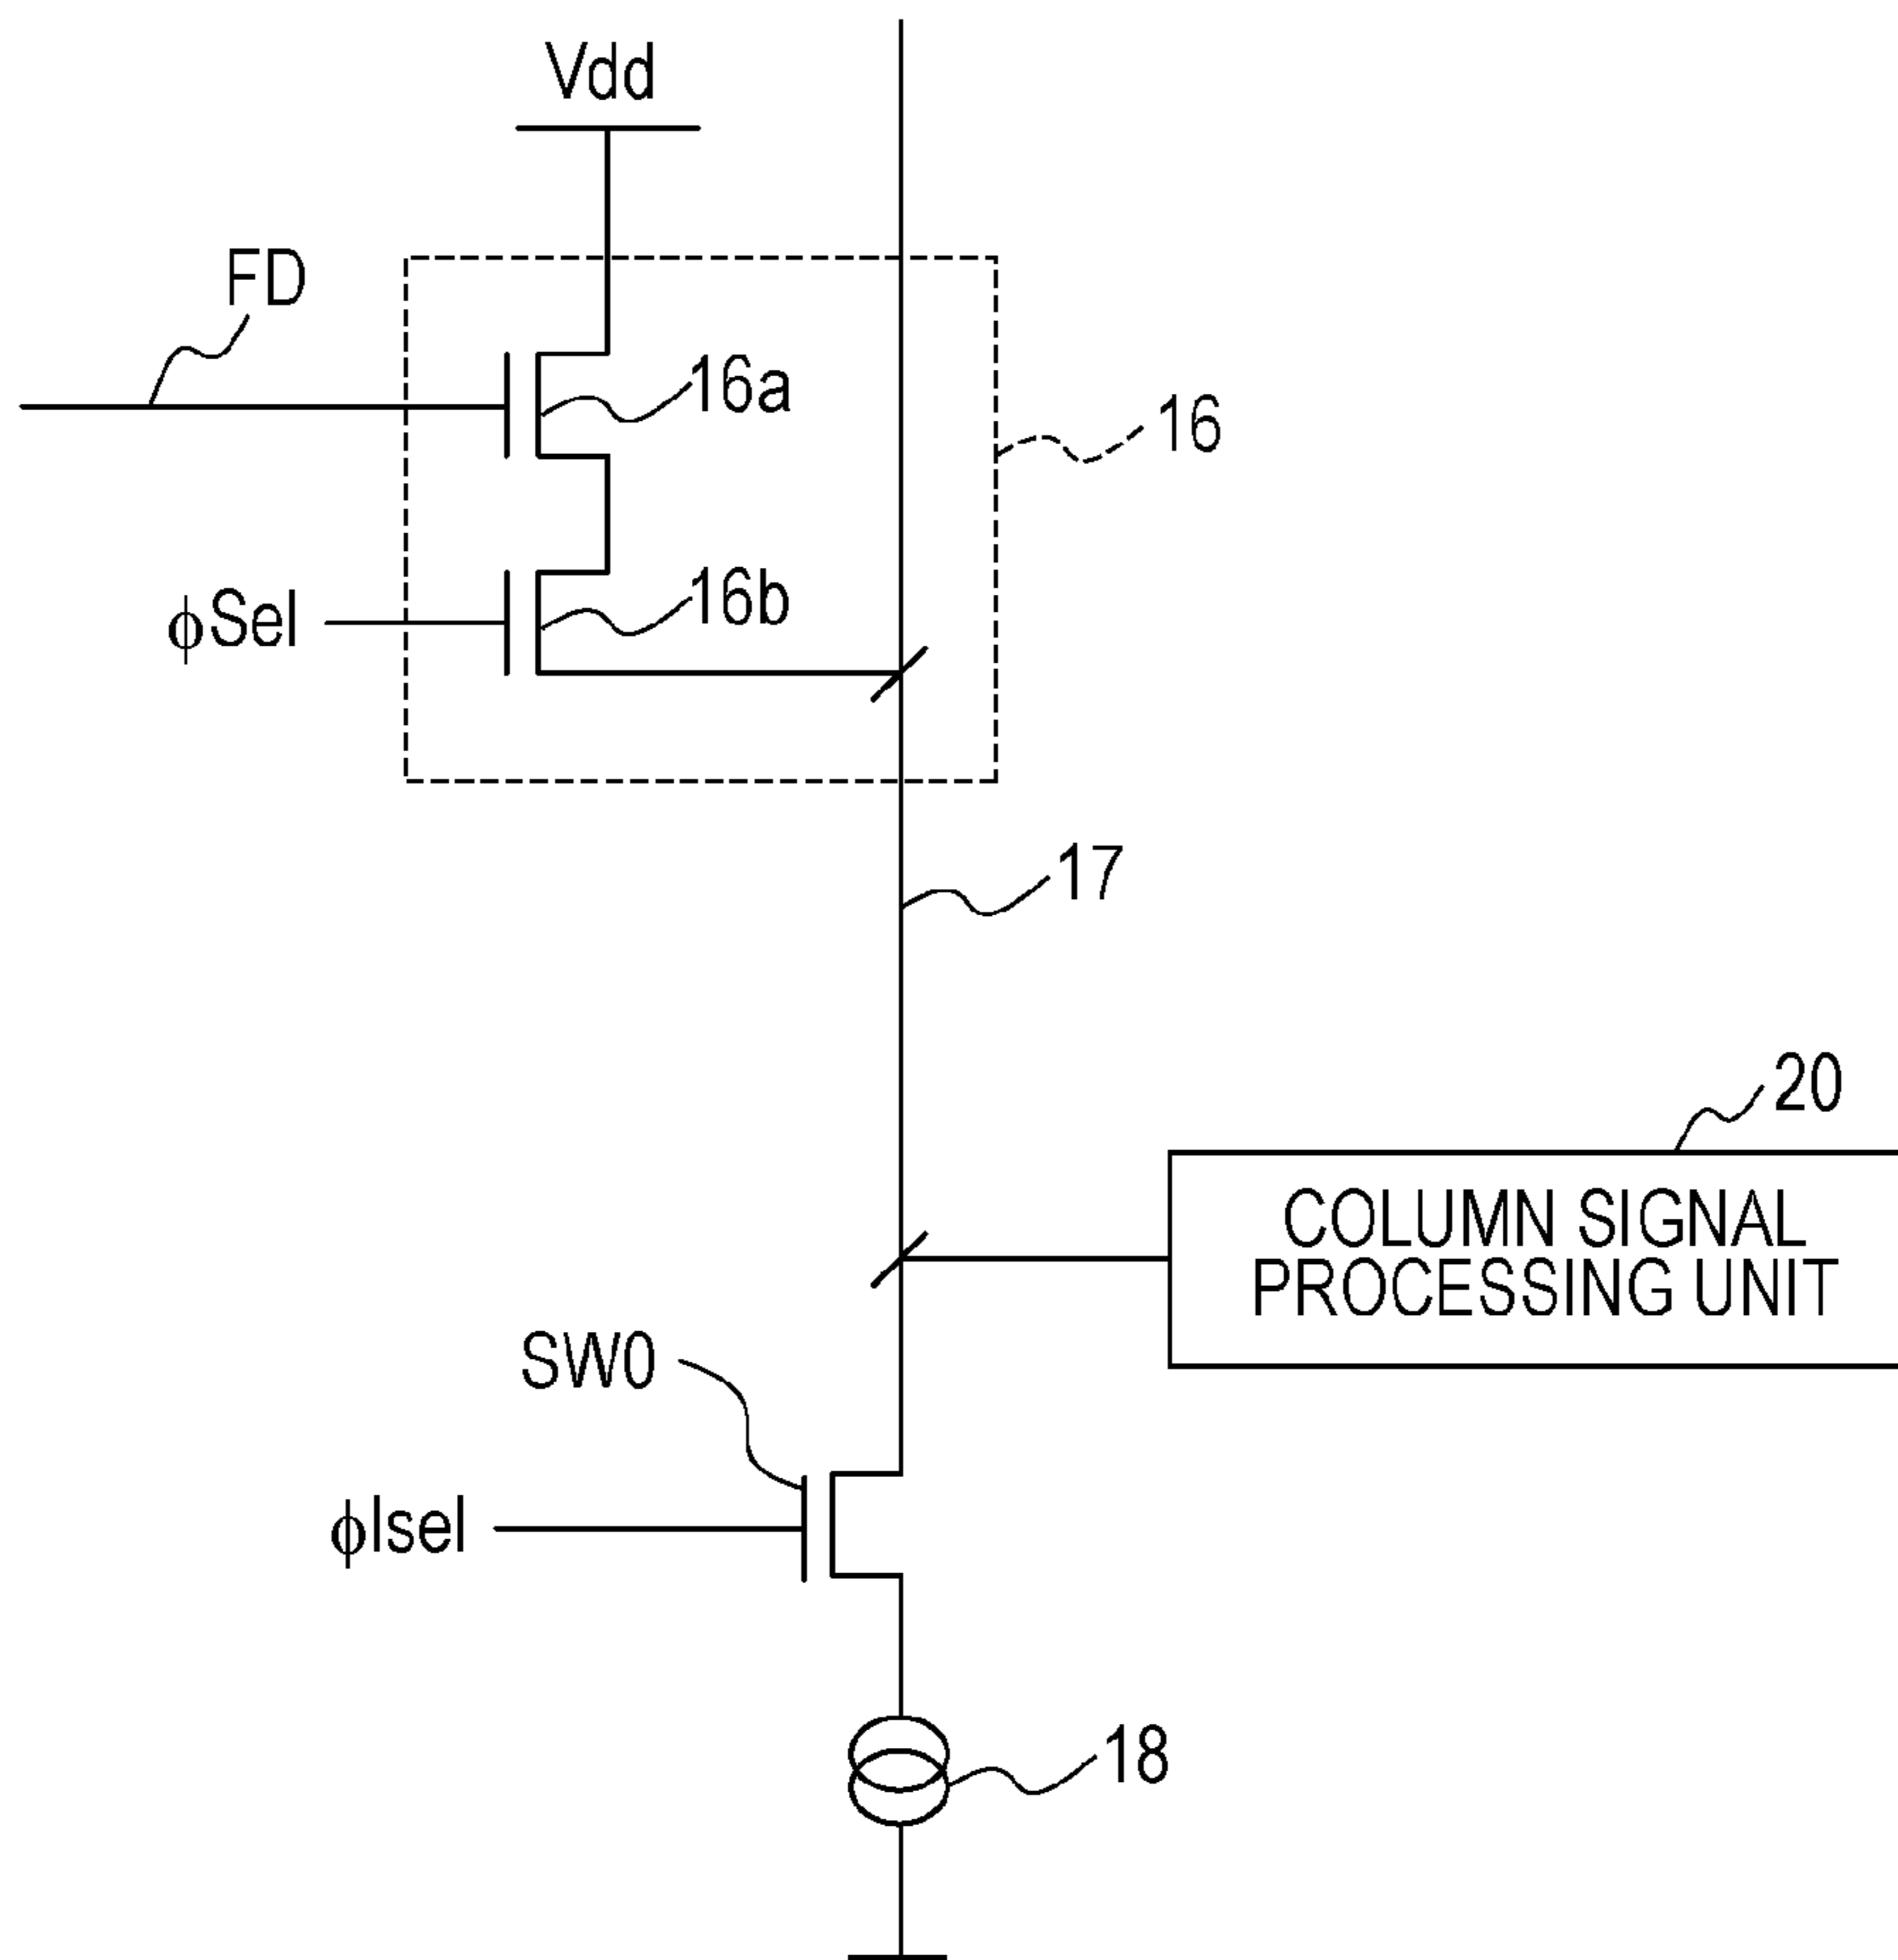 Vdd
FD
16a
16
16b
ϕSel
17
20
COLUMN SIGNAL
PROCESSING UNIT
SW0
ϕIsel
18